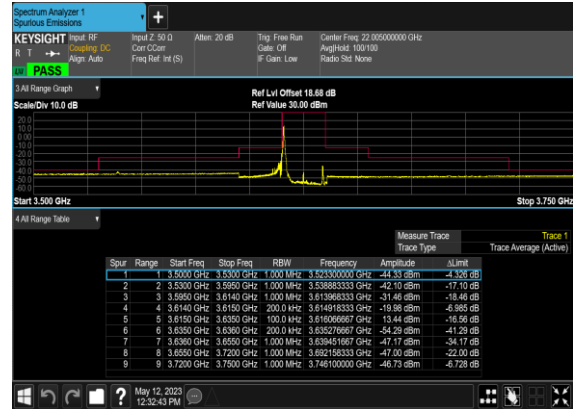 Spectrum Analyzer 1
Spurious Emissions
KEYSIGHT Input: RF Input Z: 50 Ω Atten: 20 dB Trig: Free Run Center Freq: 22.005000000 GHz
R T Coupling: DC Corr CCorr Gate: Off Avg|Hold: 100/100
Align: Auto Freq Ref: Int (S) IF Gain: Low Radio Std: None
PASS
3 All Range Graph
Ref Lvl Offset 18.68 dB
Scale/Div 10.0 dB Ref Value 30.00 dBm
20.0
10.0
0.00
-10.0
-20.0
-30.0
-40.0
-50.0
-60.0
Start 3.500 GHz Stop 3.750 GHz
4 All Range Table
Measure Trace Trace 1
Trace Type Trace Average (Active)
Spur Range Start Freq Stop Freq RBW Frequency Amplitude ΔLimit
1 1 3.5000 GHz 3.5300 GHz 1.000 MHz 3.523300000 GHz -44.33 dBm -4.326 dB
2 2 3.5300 GHz 3.5950 GHz 1.000 MHz 3.538883333 GHz -42.10 dBm -17.10 dB
3 3 3.5950 GHz 3.6140 GHz 1.000 MHz 3.613968333 GHz -31.46 dBm -18.46 dB
4 4 3.6140 GHz 3.6150 GHz 200.0 kHz 3.614918333 GHz -19.98 dBm -6.985 dB
5 5 3.6150 GHz 3.6350 GHz 100.0 kHz 3.616066667 GHz 13.44 dBm -16.56 dB
6 6 3.6350 GHz 3.6360 GHz 200.0 kHz 3.635276667 GHz -54.29 dBm -41.29 dB
7 7 3.6360 GHz 3.6550 GHz 1.000 MHz 3.639451667 GHz -47.17 dBm -34.17 dB
8 8 3.6550 GHz 3.7200 GHz 1.000 MHz 3.692158333 GHz -47.00 dBm -22.00 dB
9 9 3.7200 GHz 3.7500 GHz 1.000 MHz 3.746100000 GHz -46.73 dBm -6.728 dB
May 12, 2023
12:32:43 PM